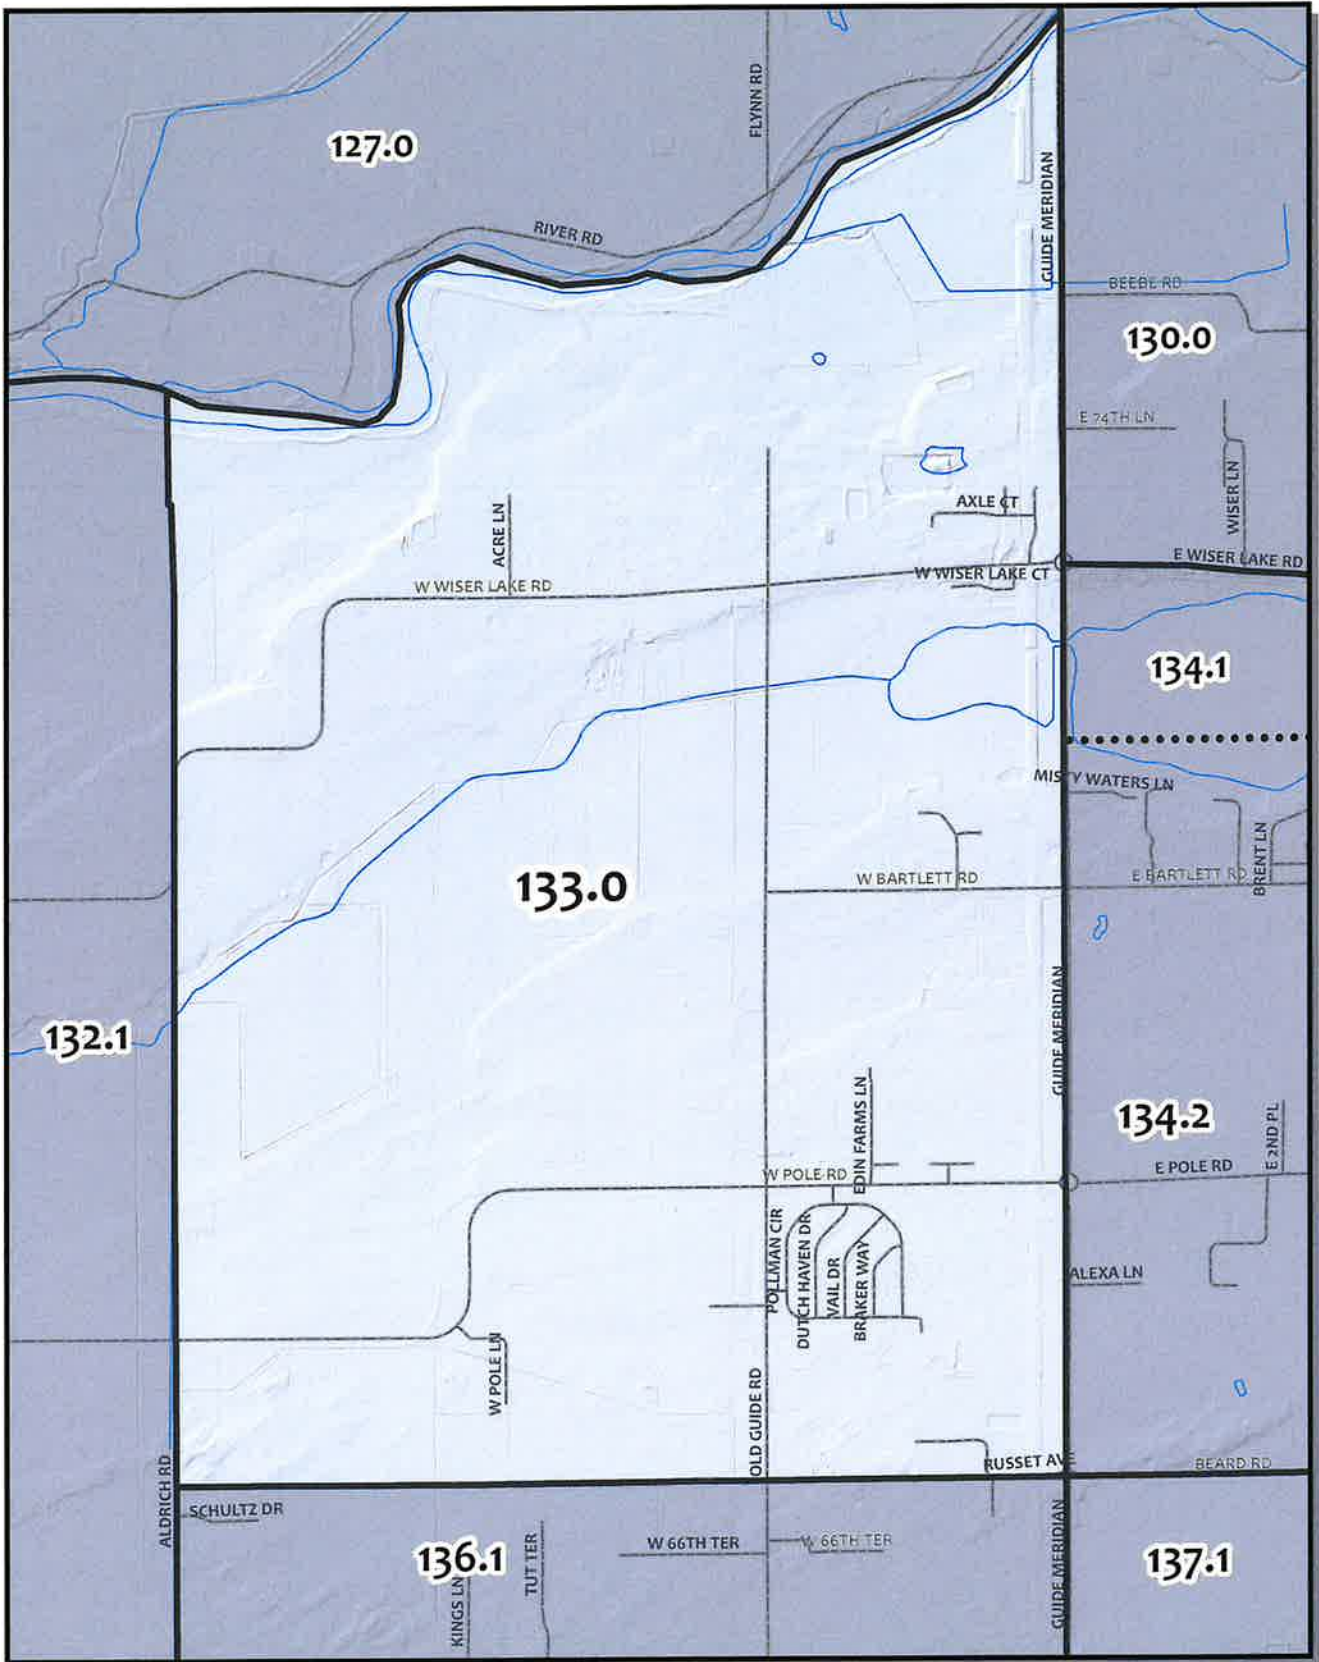 FLYNN RD
127.0
GUIDE MERIDIAN
RIVER RD
BEEBE RD
130.0
E 74TH LN
WISER LN
AXLE CT
ACRE LN
E WISER LAKE RD
W WISER LAKE CT
W WISER LAKE RD
134.1
MISTY WATERS LN
BRENT LN
W BARTLETT RD
E BARTLETT RD
133.0
GUIDE MERIDIAN
132.1
134.2
EDIN FARMS LN
E 2ND PL
E POLE RD
W POLE RD
POLLMAN CIR
DUTCH HAVEN DR
VAIL DR
BRAKER WAY
ALEXA LN
W POLE LN
OLD GUIDE RD
RUSSET AVE
BEARD RD
ALDRICH RD
SCHULTZ DR
W 66TH TER
W 66TH TER
136.1
KINGS LN
TUT TER
GUIDE MERIDIAN
137.1